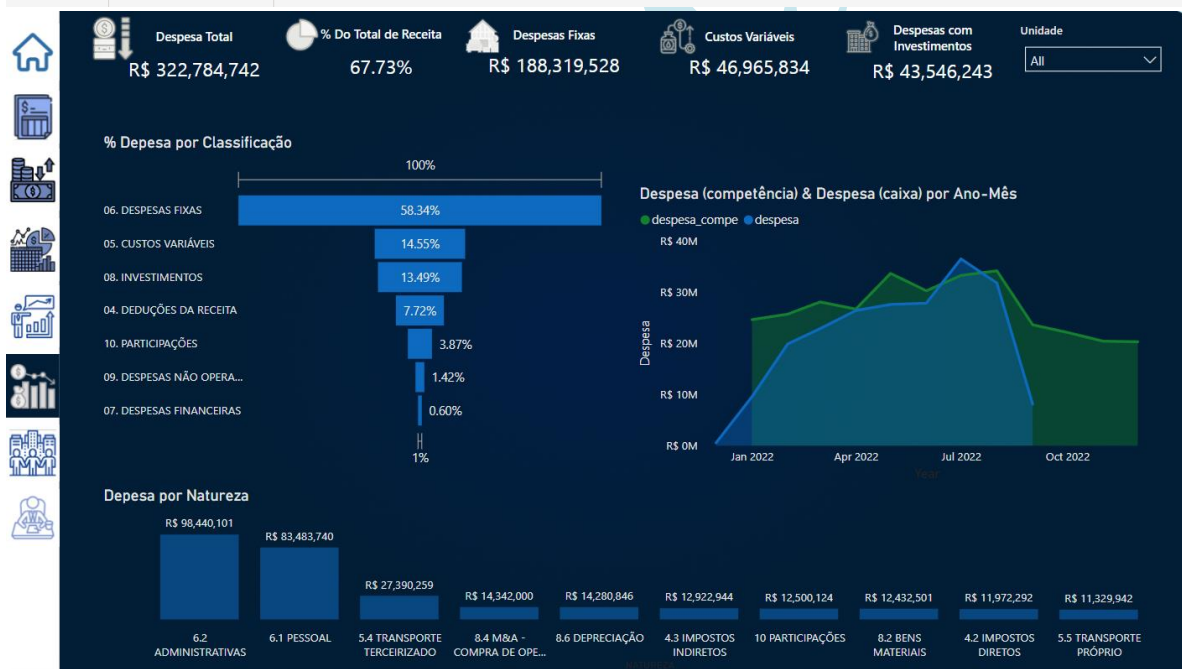 Despesa Total
R$ 322,784,742
% Do Total de Receita
67.73%
Despesas Fixas
R$ 188,319,528
Custos Variáveis
R$ 46,965,834
Despesas com
Investimentos
R$ 43,546,243
Unidade
All
% Depesa por Classificação
100%
06. DESPESAS FIXAS 58.34%
05. CUSTOS VARIÁVEIS 14.55%
08. INVESTIMENTOS 13.49%
04. DEDUÇÕES DA RECEITA 7.72%
10. PARTICIPAÇÕES 3.87%
09. DESPESAS NÃO OPERA... 1.42%
07. DESPESAS FINANCEIRAS 0.60%
1%
Despesa (competência) & Despesa (caixa) por Ano-Mês
despesa_compe despesa
R$ 40M
R$ 30M
R$ 20M
R$ 10M
R$ 0M
Despesa
Jan 2022 Apr 2022 Jul 2022 Oct 2022
Year
Depesa por Natureza
R$ 98,440,101
R$ 83,483,740
R$ 27,390,259
R$ 14,342,000
R$ 14,280,846
R$ 12,922,944
R$ 12,500,124
R$ 12,432,501
R$ 11,972,292
R$ 11,329,942
6.2
ADMINISTRATIVAS
6.1 PESSOAL
5.4 TRANSPORTE
TERCEIRIZADO
8.4 M&A -
COMPRA DE OPE...
8.6 DEPRECIAÇÃO
4.3 IMPOSTOS
INDIRETOS
10 PARTICIPAÇÕES
8.2 BENS
MATERIAIS
4.2 IMPOSTOS
DIRETOS
5.5 TRANSPORTE
PRÓPRIO